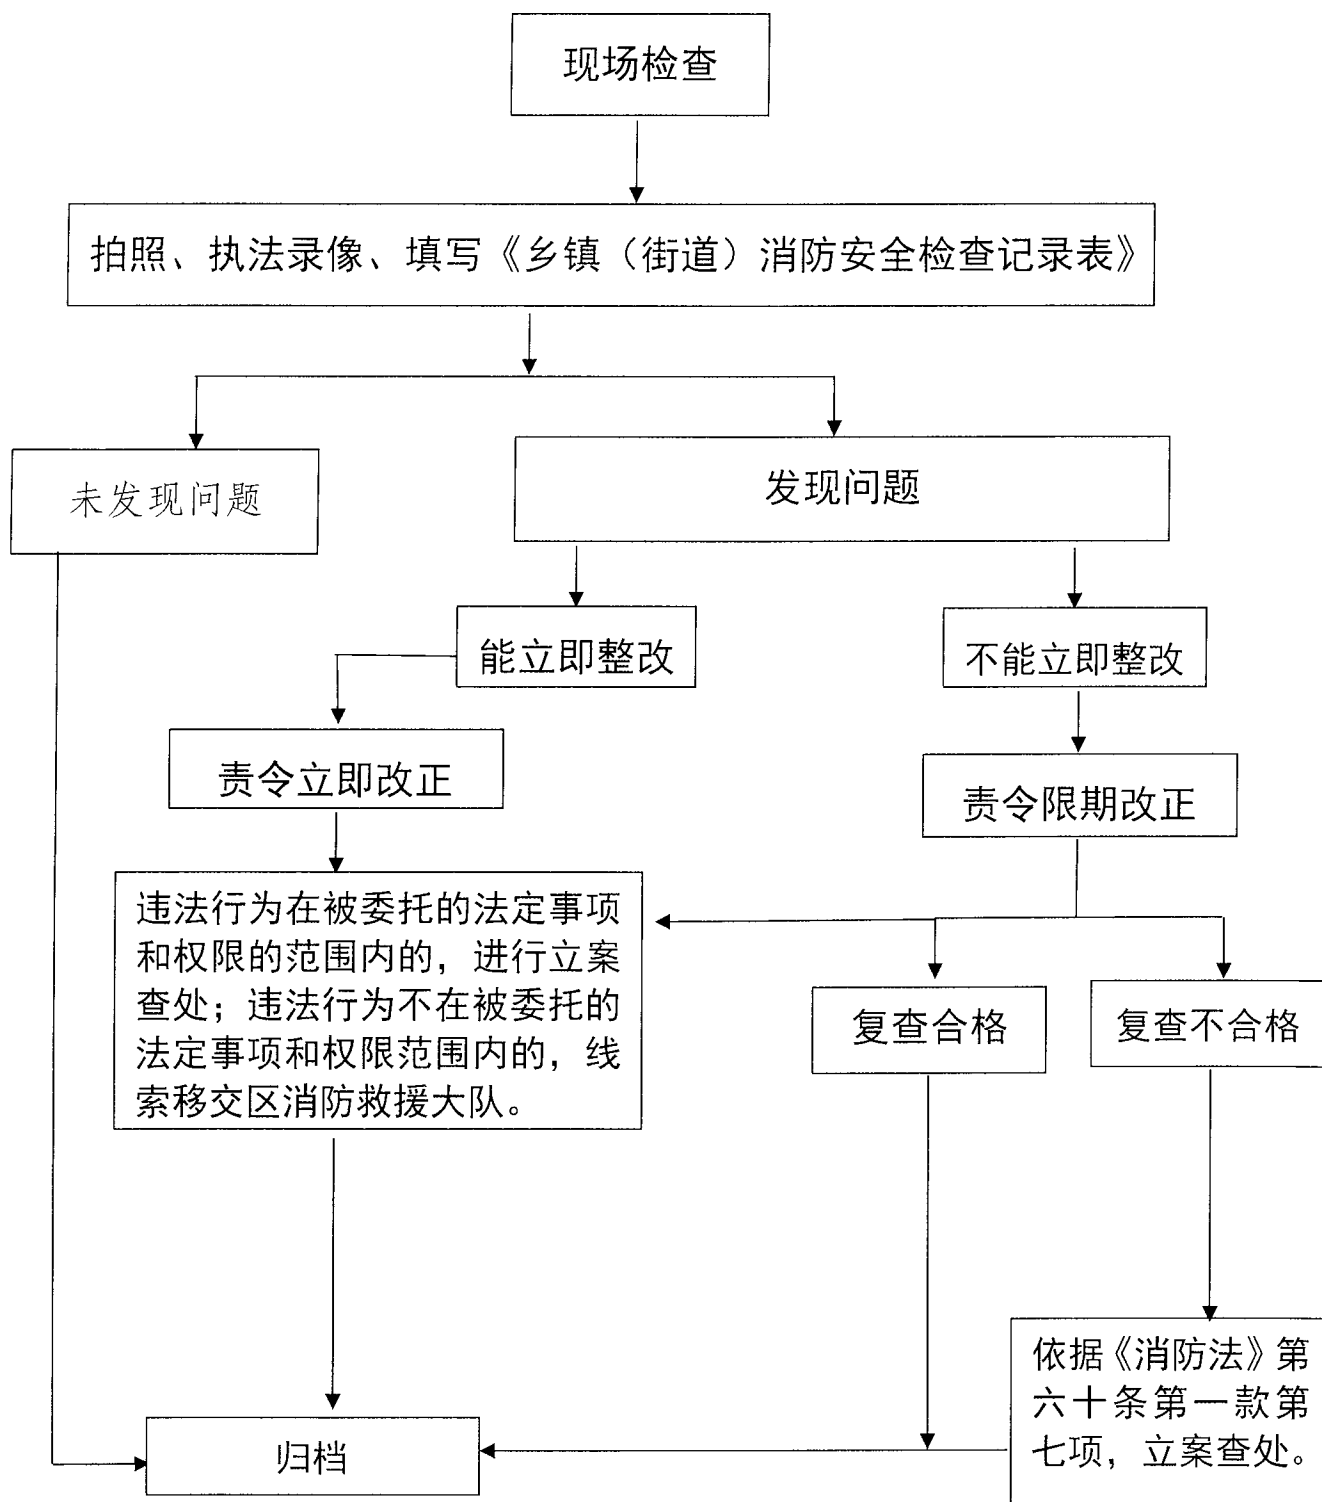 现场检查
拍照、执法录像、填写《乡镇（街道）消防安全检查记录表》
未发现问题
发现问题
能立即整改
不能立即整改
责令立即改正
责令限期改正
违法行为在被委托的法定事项
和权限的范围内的，进行立案
查处；违法行为不在被委托的
法定事项和权限范围内的，线
索移交区消防救援大队。
复查合格
复查不合格
依据《消防法》第
六十条第一款第
七项，立案查处。
归档